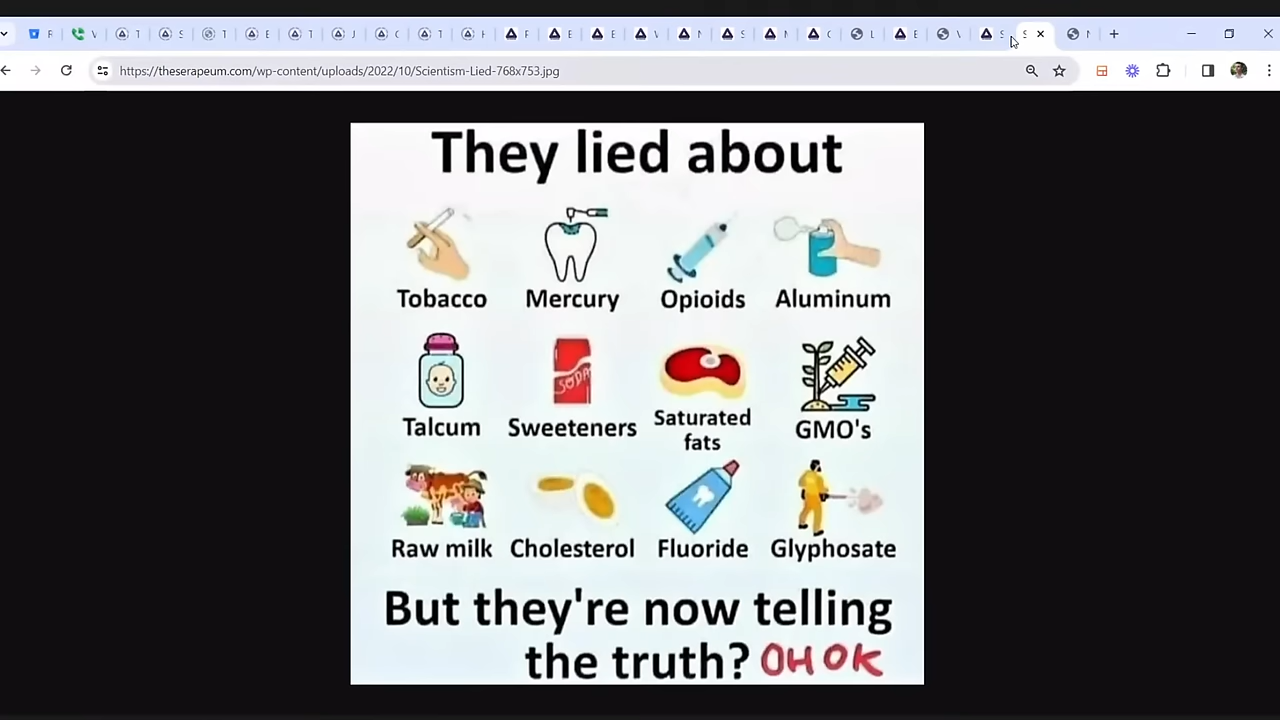 F
V
T
S
T
E
T
J
C
T
H
F
E
E
V
N
S
N
C
L
E
V
S
S
N
https://theserapeum.com/wp-content/uploads/2022/10/Scientism-Lied-768x753.jpg
They lied about
Tobacco Mercury Opioids Aluminum
SODA
Talcum Sweeteners Saturated fats GMO's
Raw milk Cholesterol Fluoride Glyphosate
But they're now telling
the truth? OH OK